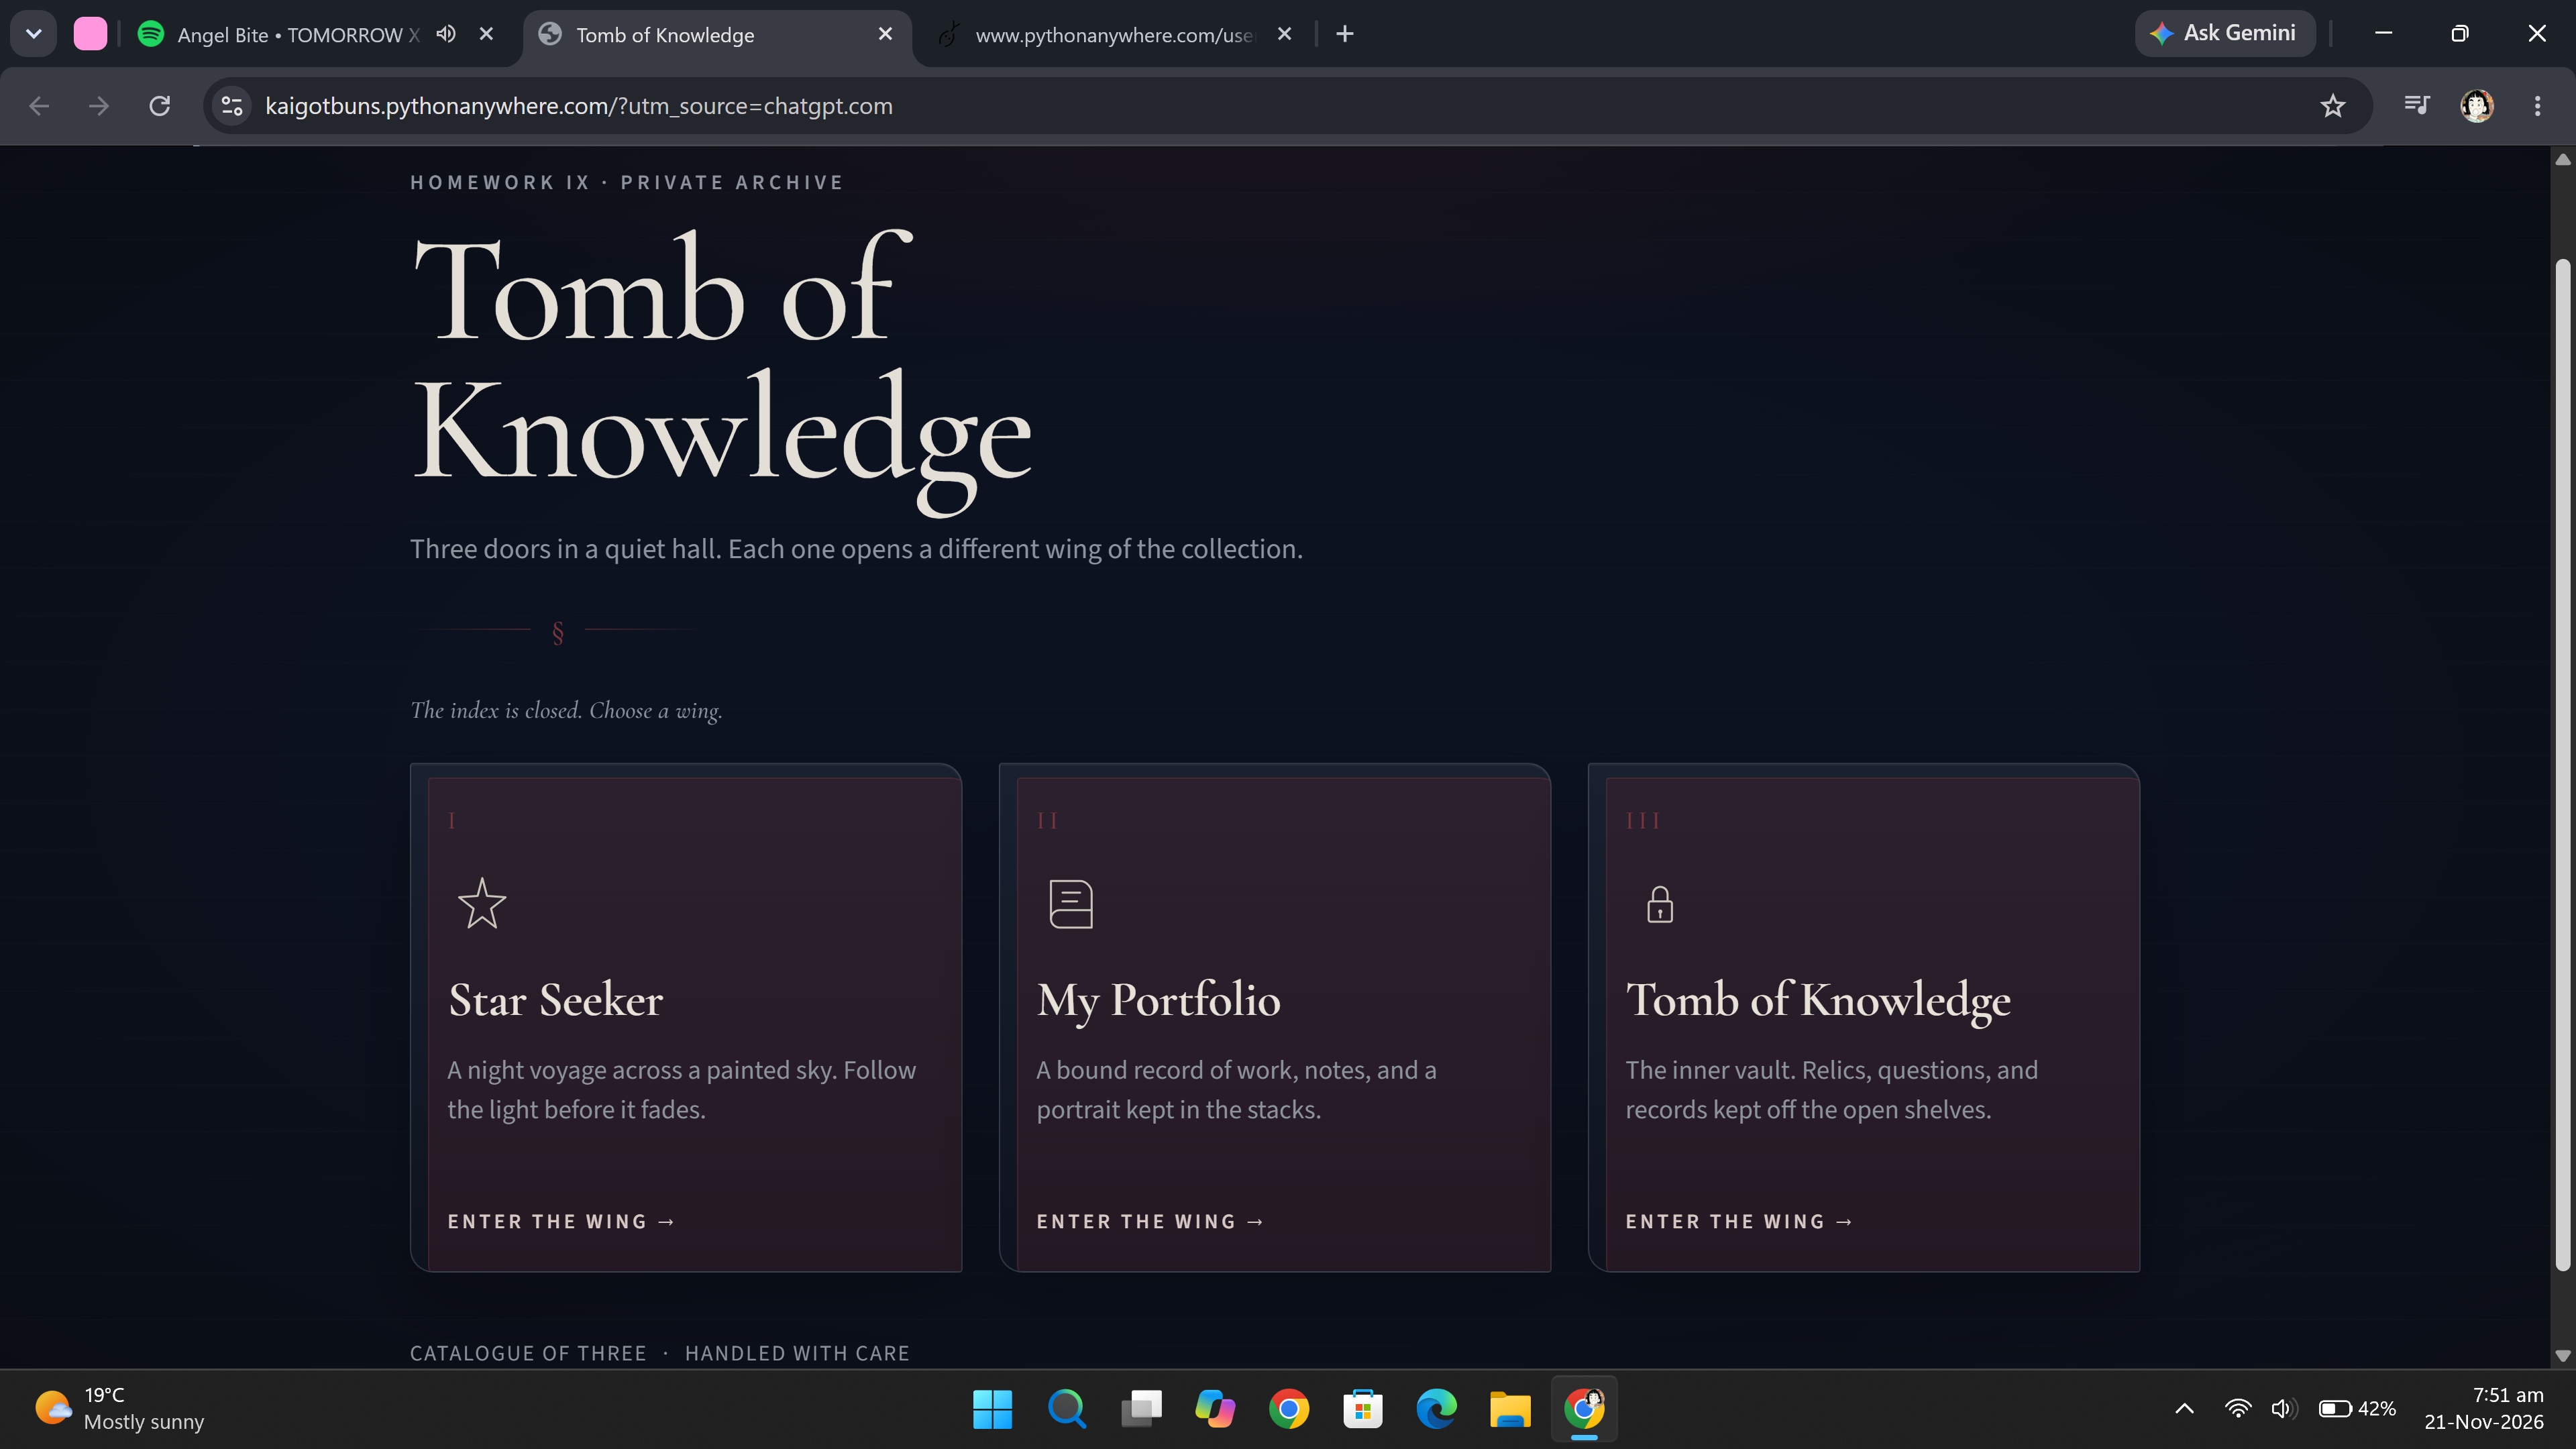 Angel Bite • TOMORROW X
Tomb of Knowledge
www.pythonanywhere.com/use
Ask Gemini
kaigotbuns.pythonanywhere.com/?utm_source=chatgpt.com
HOMEWORK IX · PRIVATE ARCHIVE
Tomb of
Knowledge
Three doors in a quiet hall. Each one opens a different wing of the collection.
§
The index is closed. Choose a wing.
I
Star Seeker
A night voyage across a painted sky. Follow
the light before it fades.
ENTER THE WING →
II
My Portfolio
A bound record of work, notes, and a
portrait kept in the stacks.
ENTER THE WING →
III
Tomb of Knowledge
The inner vault. Relics, questions, and
records kept off the open shelves.
ENTER THE WING →
CATALOGUE OF THREE · HANDLED WITH CARE
19°C
Mostly sunny
42%
7:51 am
21-Nov-2026